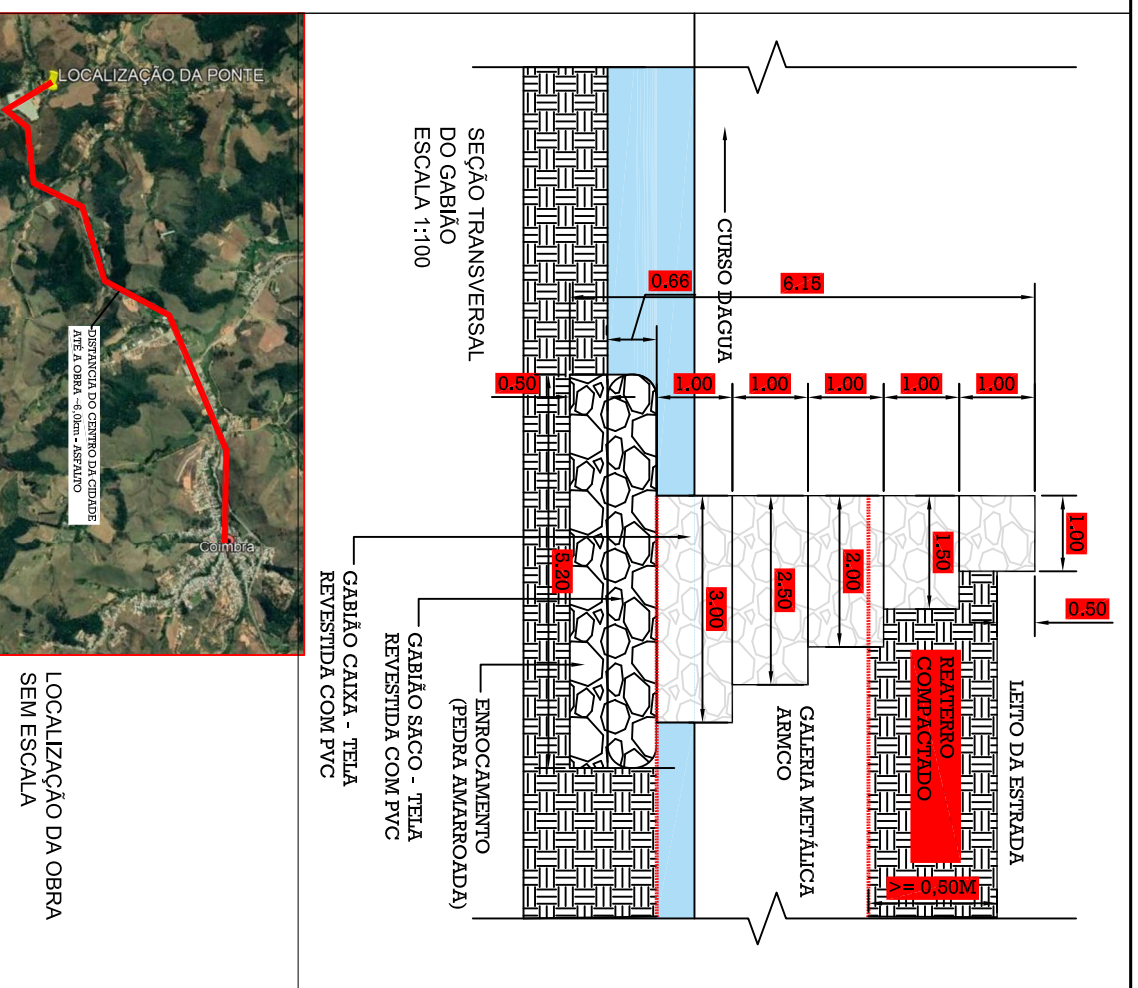 LOCALIZAÇÃO DA PONTE
DISTANCIA DO CENTRO DA CIDADE
ATÉ A OBRA ~6,0km - ASFALTO
Coimbra
LOCALIZAÇÃO DA OBRA
SEM ESCALA
SEÇÃO TRANSVERSAL
DO GABIÃO
ESCALA 1:100
CURSO DAGUA
0.66
6.15
0.50
1.00
1.00
1.00
1.00
1.00
1.00
0.50
1.50
2.00
2.50
3.00
5.20
LEITO DA ESTRADA
REATERRO
COMPACTADO
>= 0,50M
GALERIA METÁLICA
ARMCO
ENROCAMENTO
(PEDRA AMARROADA)
GABIÃO SACO - TELA
REVESTIDA COM PVC
GABIÃO CAIXA - TELA
REVESTIDA COM PVC